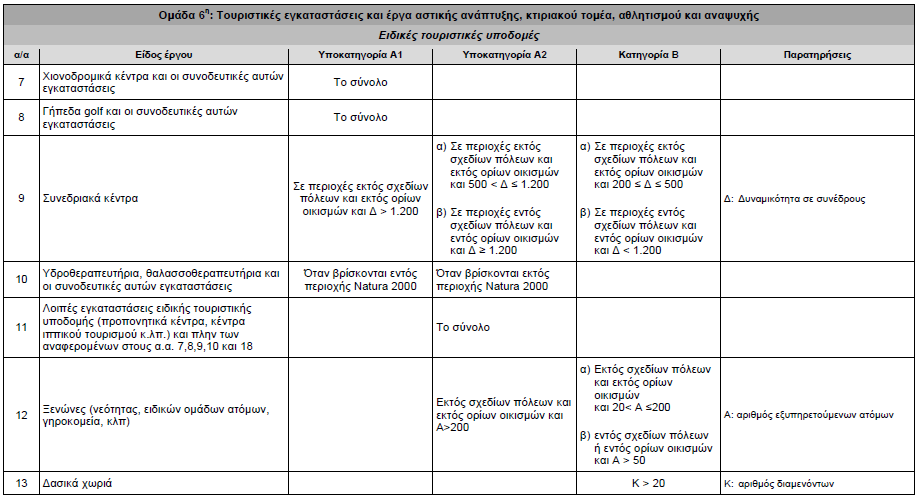 Ομάδα 6η: Τουριστικές εγκαταστάσεις και έργα αστικής ανάπτυξης, κτιριακού τομέα, αθλητισμού και αναψυχής
Ειδικές τουριστικές υποδομές
α/α Είδος έργου Υποκατηγορία Α1 Υποκατηγορία Α2 Κατηγορία Β Παρατηρήσεις
7
Χιονοδρομικά κέντρα και οι συνοδευτικές αυτών
εγκαταστάσεις
Το σύνολο
8
Γήπεδα golf και οι συνοδευτικές αυτών
εγκαταστάσεις
Το σύνολο
9
Συνεδριακά κέντρα
Σε περιοχές εκτός σχεδίων
πόλεων και εκτός ορίων
οικισμών και Δ > 1.200
α) Σε περιοχές εκτός
σχεδίων πόλεων και
εκτός ορίων οικισμών
και 500 < Δ ≤ 1.200
β) Σε περιοχές εντός
σχεδίων πόλεων και
εντός ορίων οικισμών
και Δ ≥ 1.200
α) Σε περιοχές εκτός
σχεδίων πόλεων και
εκτός ορίων οικισμών
και 200 ≤ Δ ≤ 500
β) Σε περιοχές εντός
σχεδίων πόλεων και
εντός ορίων οικισμών
και Δ < 1.200
Δ: Δυναμικότητα σε συνέδρους
10
Υδροθεραπευτήρια, θαλασσοθεραπευτήρια και
οι συνοδευτικές αυτών εγκαταστάσεις
Όταν βρίσκονται εντός
περιοχής Natura 2000
Όταν βρίσκονται εκτός
περιοχής Natura 2000
11
Λοιπές εγκαταστάσεις ειδικής τουριστικής
υποδομής (προπονητικά κέντρα, κέντρα
ιππικού τουρισμού κ.λπ.) και πλην των
αναφερομένων στους α.α. 7,8,9,10 και 18
Το σύνολο
12
Ξενώνες (νεότητας, ειδικών ομάδων ατόμων,
γηροκομεία, κλπ)
Εκτός σχεδίων πόλεων και
εκτός ορίων οικισμών και
Α>200
α) Εκτός σχεδίων πόλεων
και εκτός ορίων
οικισμών
και 20< Α ≤200
β) εντός σχεδίων πόλεων
ή εντός ορίων οικισμών
και Α > 50
Α: αριθμός εξυπηρετούμενων ατόμων
13
Δασικά χωριά
Κ > 20
Κ: αριθμός διαμενόντων